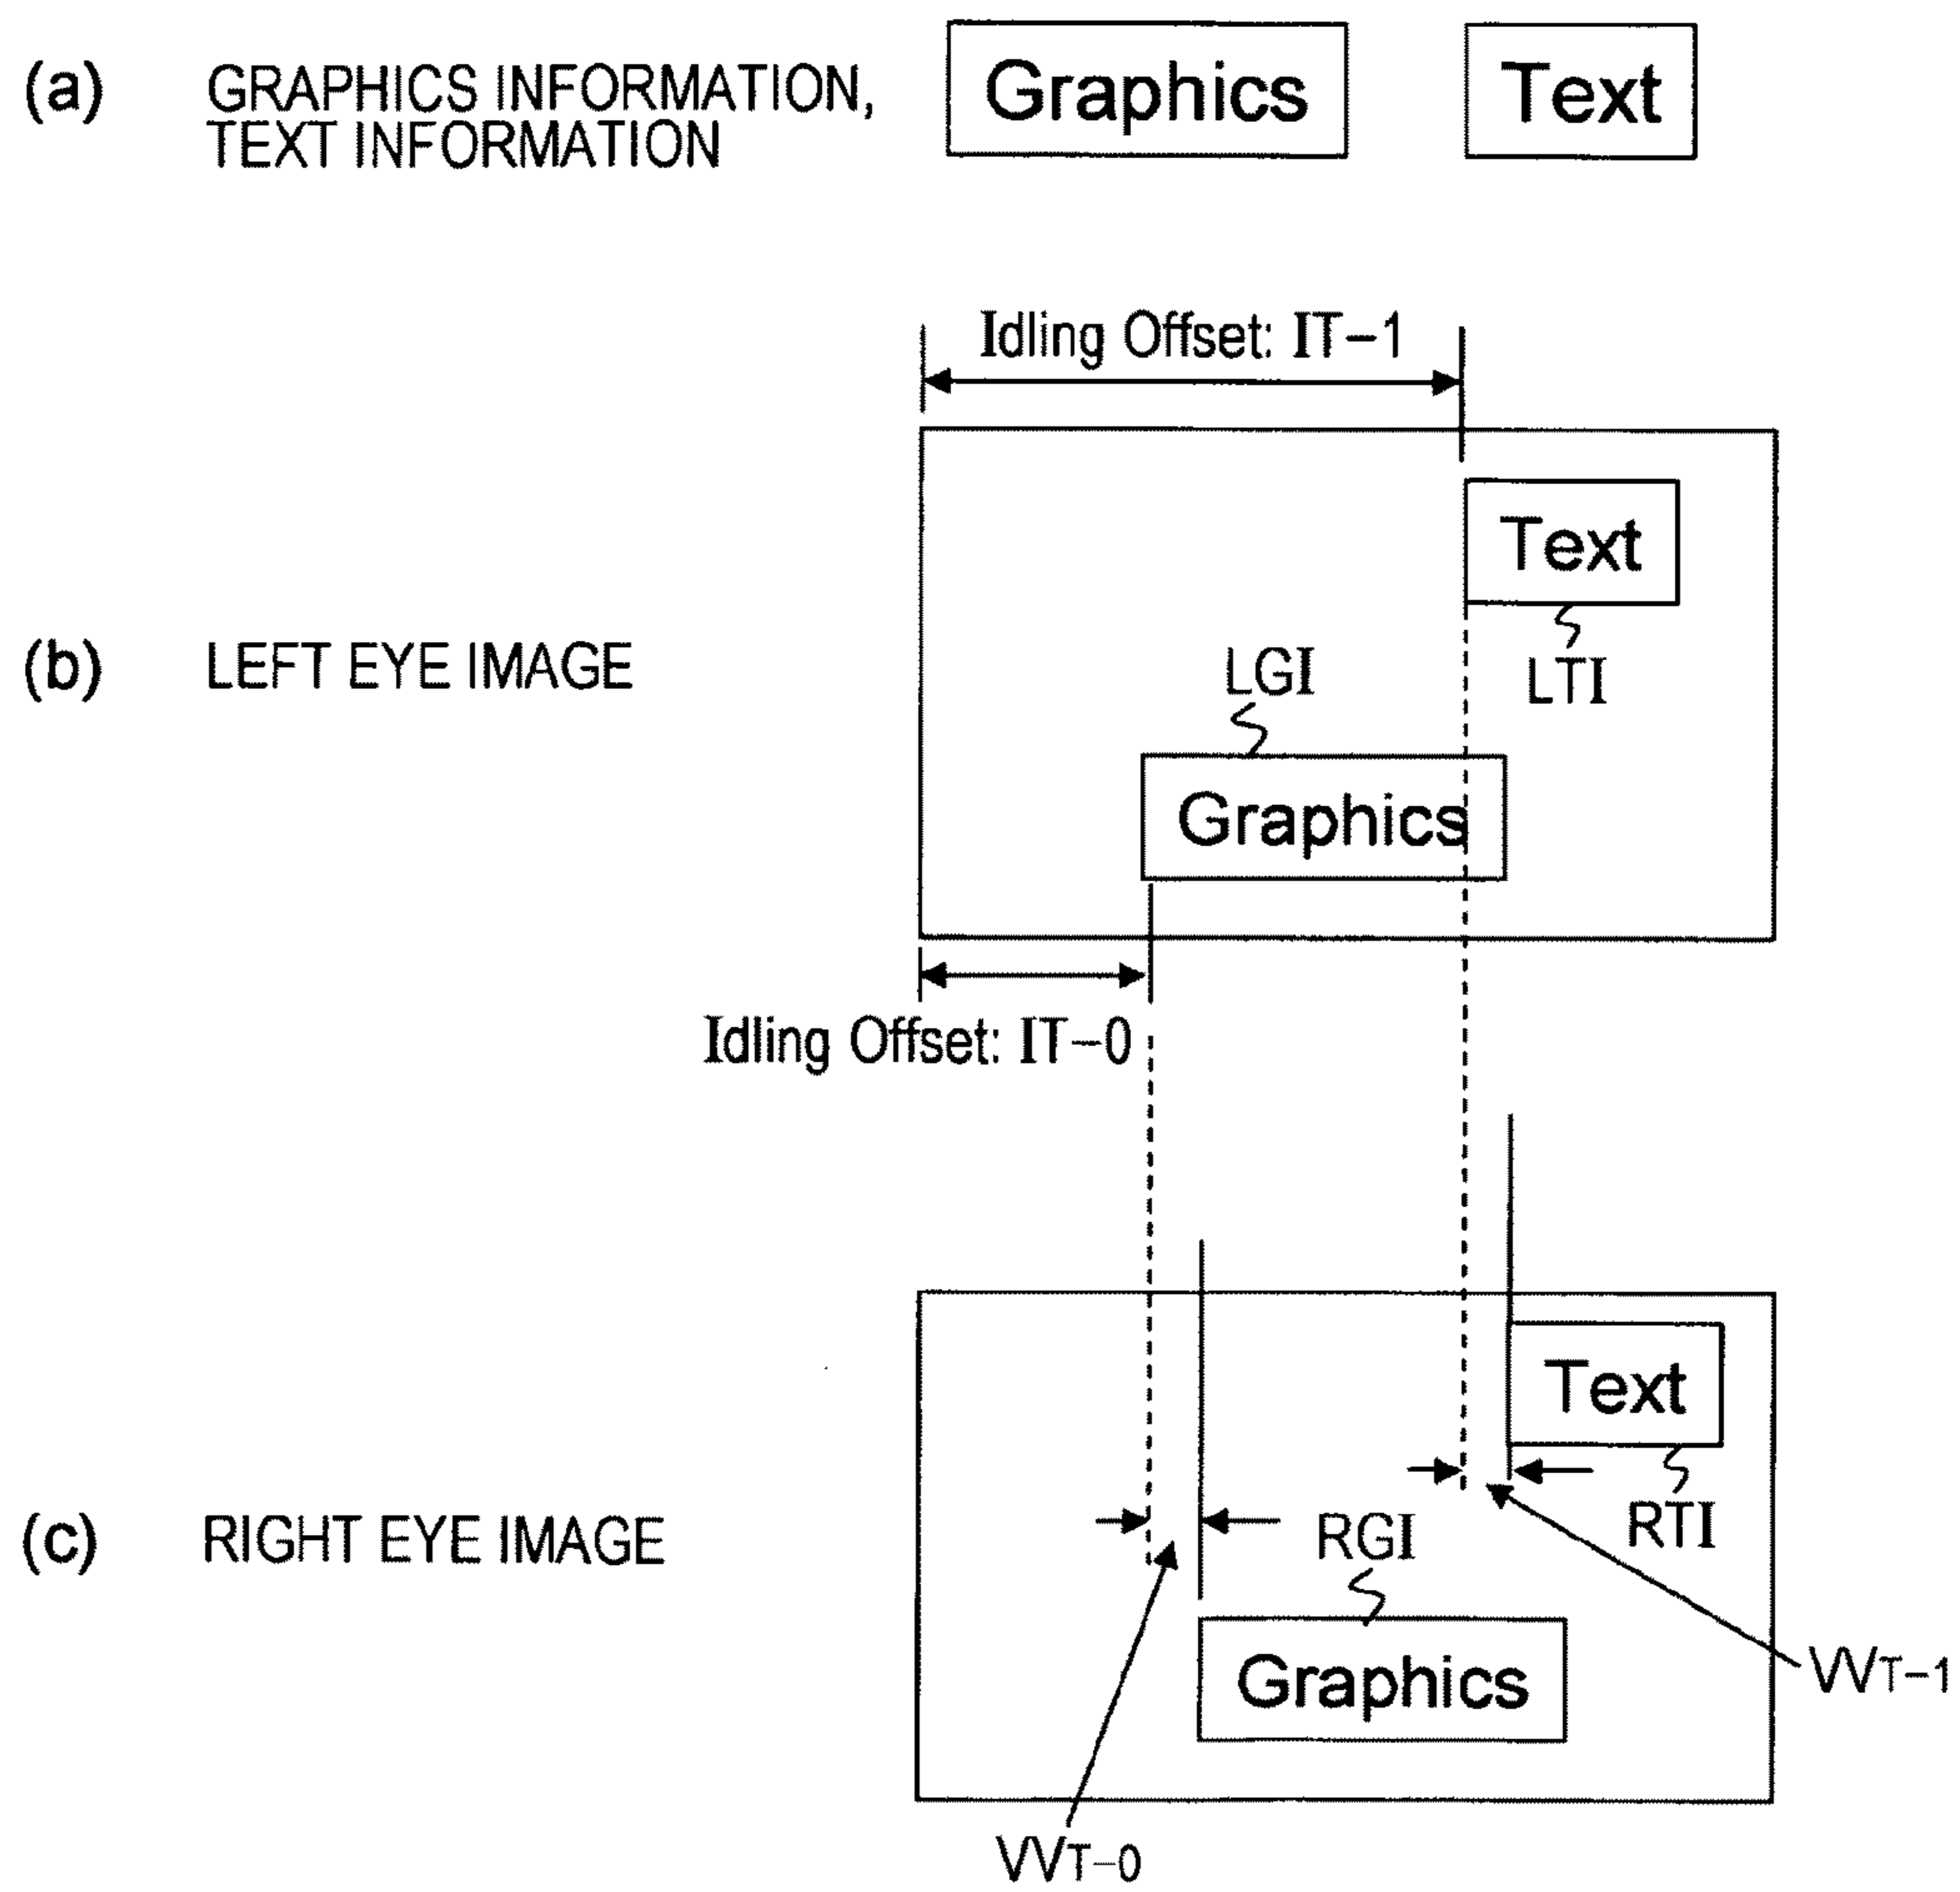 (a) GRAPHICS INFORMATION,
TEXT INFORMATION
Graphics
Text
Idling Offset: IT-1
Text
LTI
(b) LEFT EYE IMAGE
LGI
Graphics
Idling Offset: IT-0
Text
RTI
(c) RIGHT EYE IMAGE
RGI
Graphics
VVT-1
VVT-0